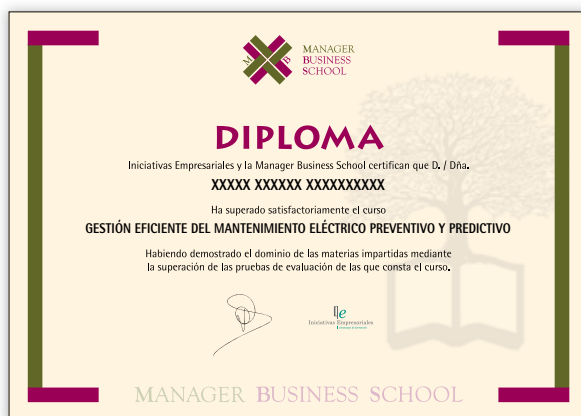 M B
MANAGER
BUSINESS
SCHOOL
DIPLOMA
Iniciativas Empresariales y la Manager Business School certifican que D. / Dña.
XXXXX XXXXXX XXXXXXXXXX
Ha superado satisfactoriamente el curso
GESTIÓN EFICIENTE DEL MANTENIMIENTO ELÉCTRICO PREVENTIVO Y PREDICTIVO
Habiendo demostrado el dominio de las materias impartidas mediante
la superación de las pruebas de evaluación de las que consta el curso.
Iniciativas Empresariales
MANAGER BUSINESS SCHOOL